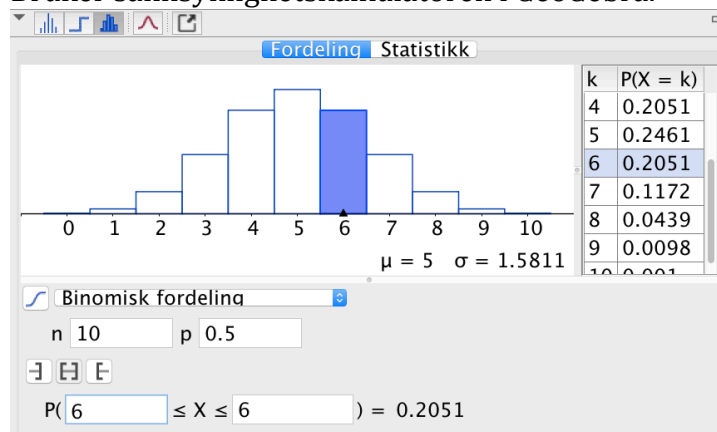 Fordeling Statistikk
k P(X = k)
4 0.2051
5 0.2461
6 0.2051
7 0.1172
8 0.0439
9 0.0098
0 1 2 3 4 5 6 7 8 9 10
μ = 5 σ = 1.5811
Binomisk fordeling
n 10 p 0.5
P( 6 ≤ X ≤ 6 ) = 0.2051